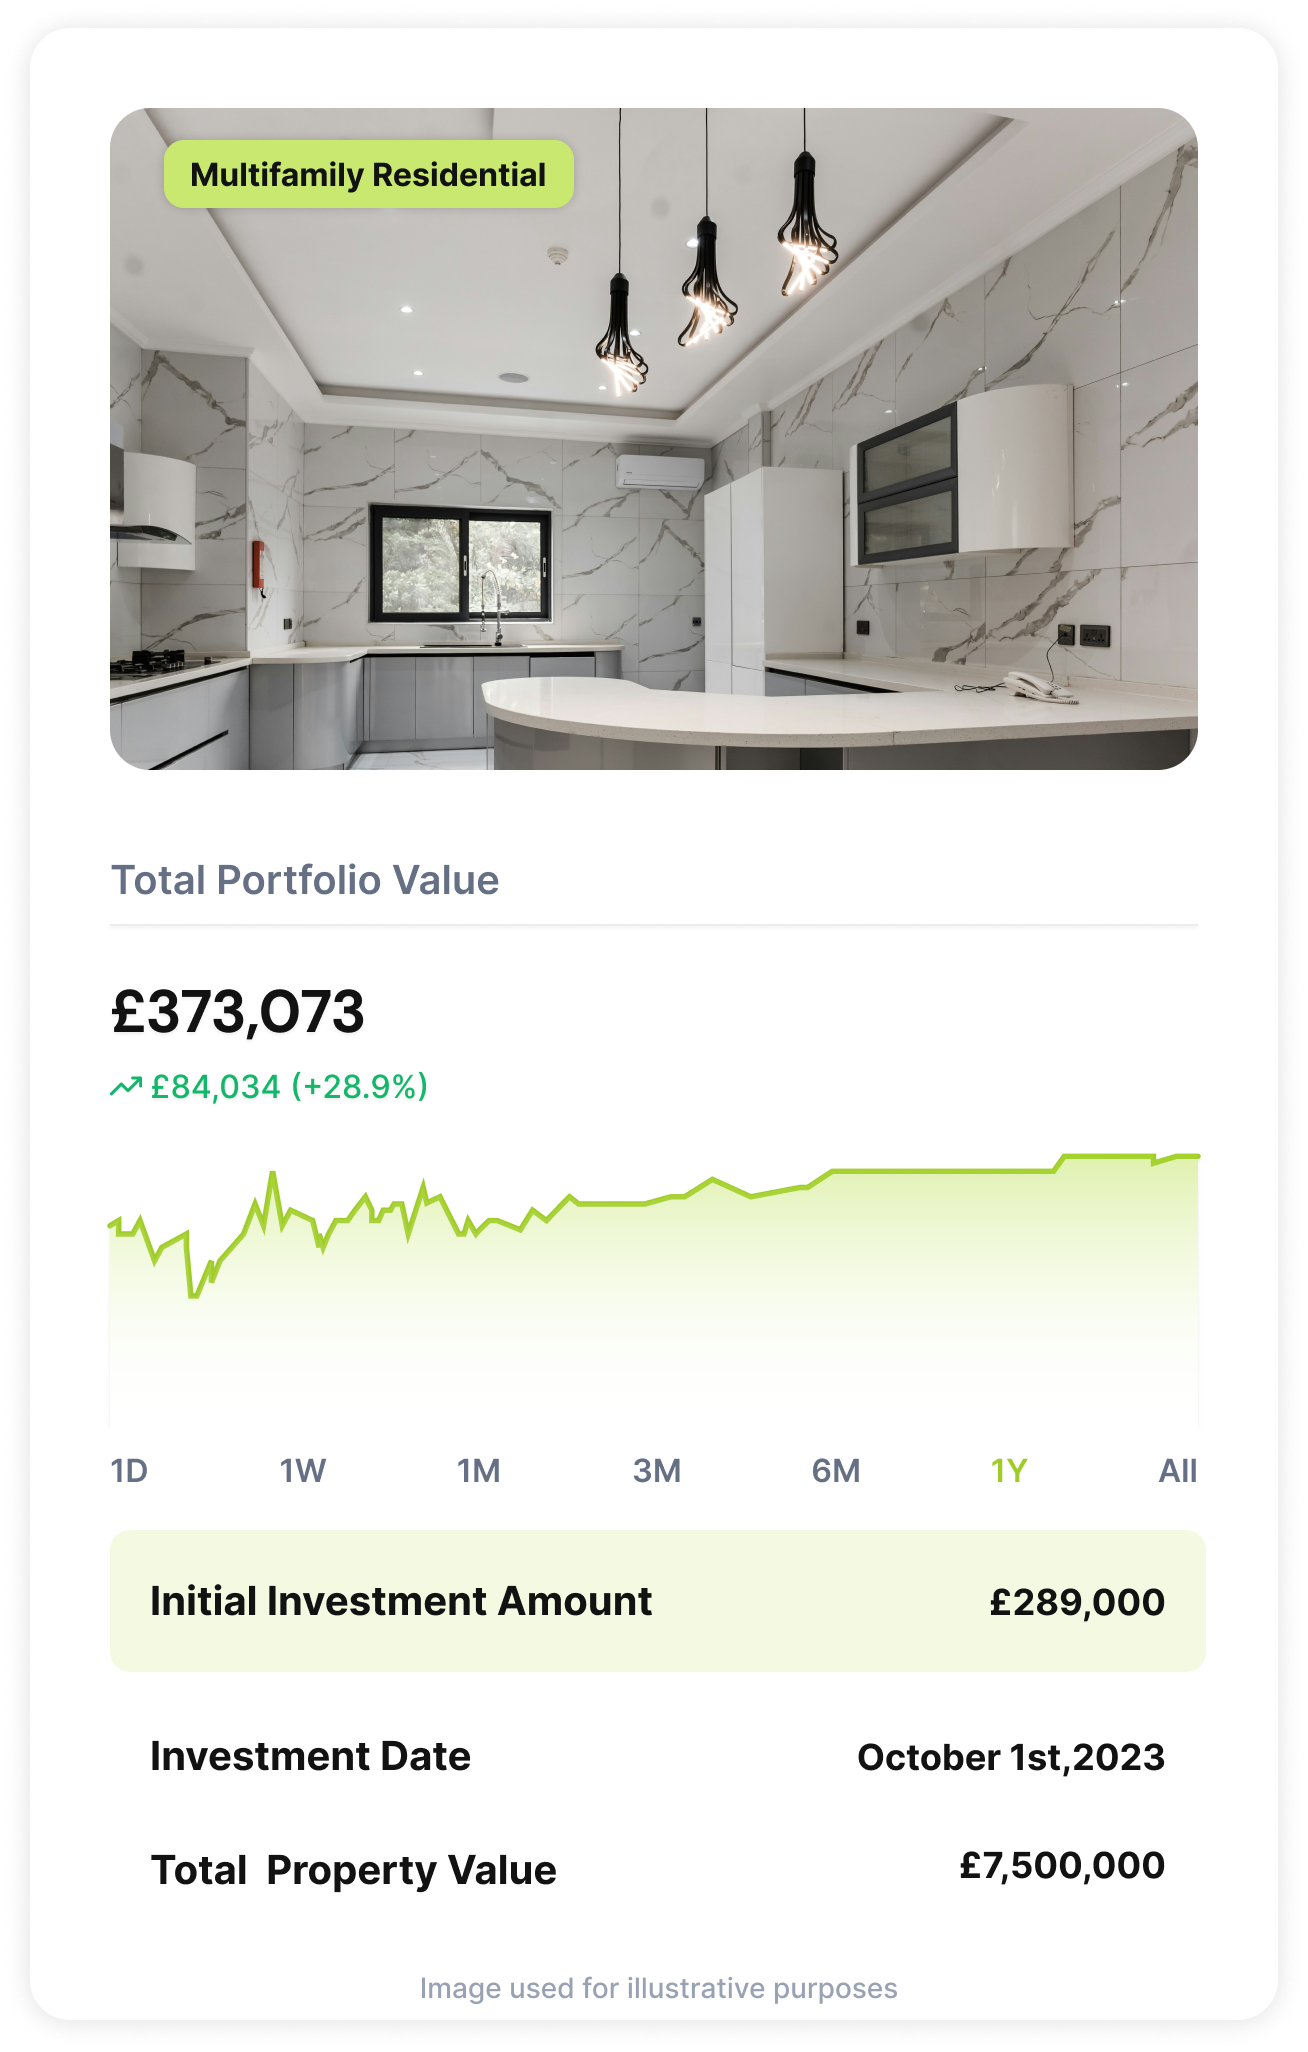 Multifamily Residential
Total Portfolio Value
£373,073
£84,034 (+28.9%)
1D 1W 1M 3M 6M 1Y All
Initial Investment Amount £289,000
Investment Date October 1st,2023
Total Property Value £7,500,000
Image used for illustrative purposes